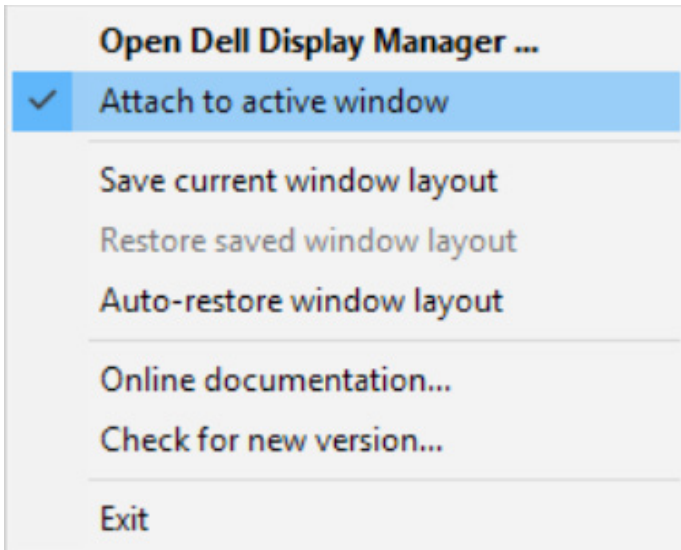 Open Dell Display Manager ...
Attach to active window
Save current window layout
Restore saved window layout
Auto-restore window layout
Online documentation...
Check for new version...
Exit